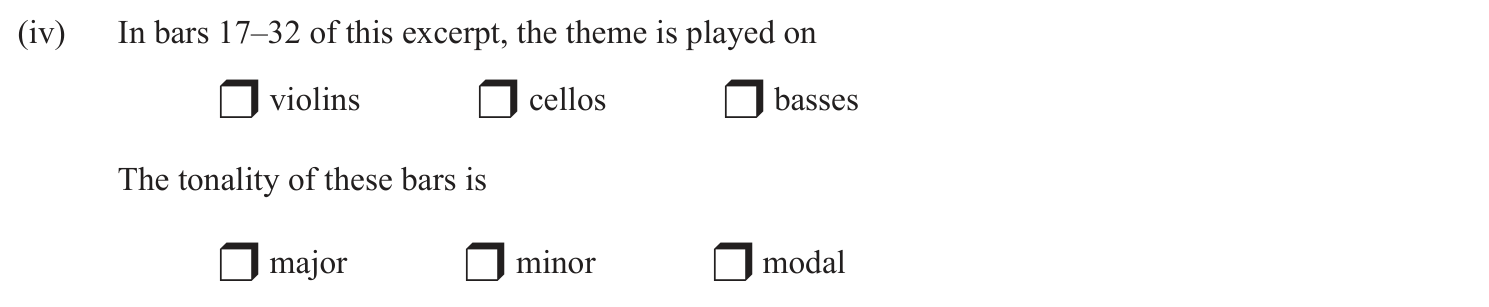 (iv) In bars 17–32 of this excerpt, the theme is played on
violins cellos basses
The tonality of these bars is
major minor modal